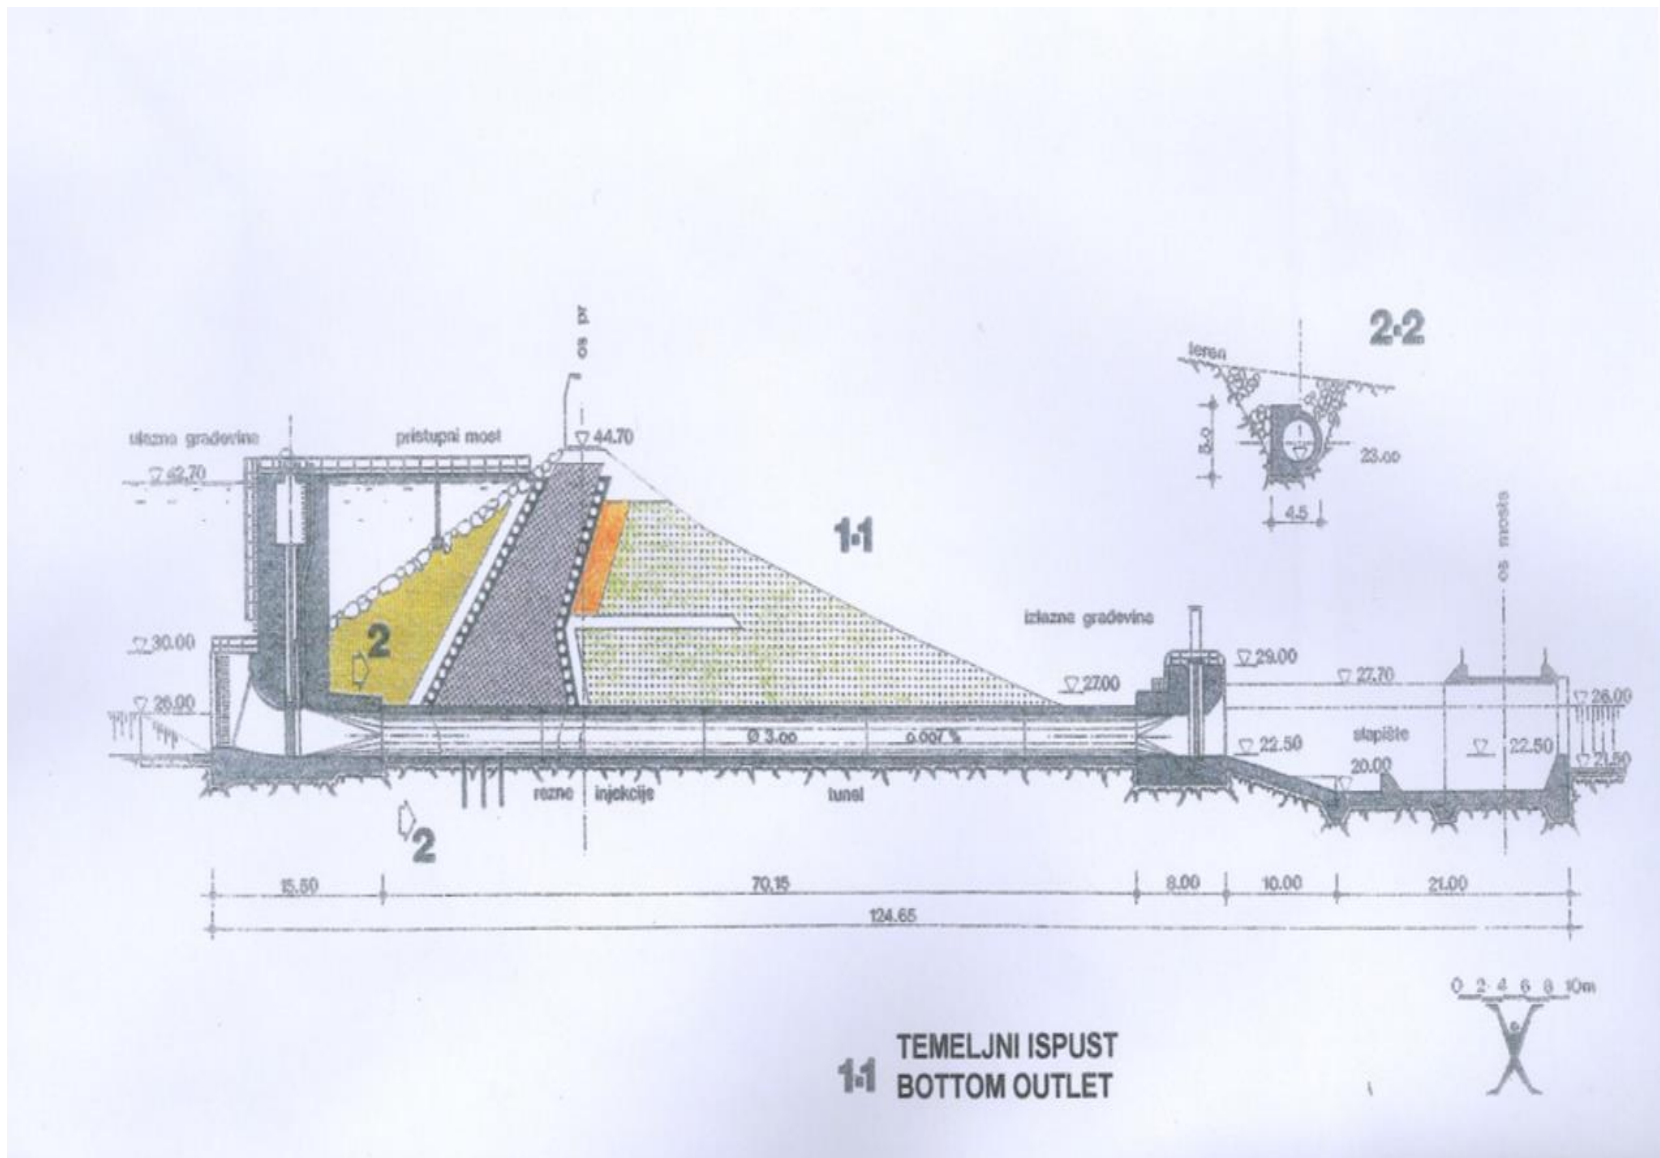 os pr
2-2
teren
44.70
ulazna građevina
pristupni most
42.70
5.0
23.00
4.5
1-1
os mosta
izlazna građevina
2
30.00
29.00
27.00
27.70
26.00
26.00
Ø 3.00
0.007 %
slapište
22.50
22.50
21.50
20.00
rezne injekcije
tunel
2
15.50
70,15
8.00
10.00
21.00
124.65
0 2 4 6 8 10m
1-1
TEMELJNI ISPUST
BOTTOM OUTLET